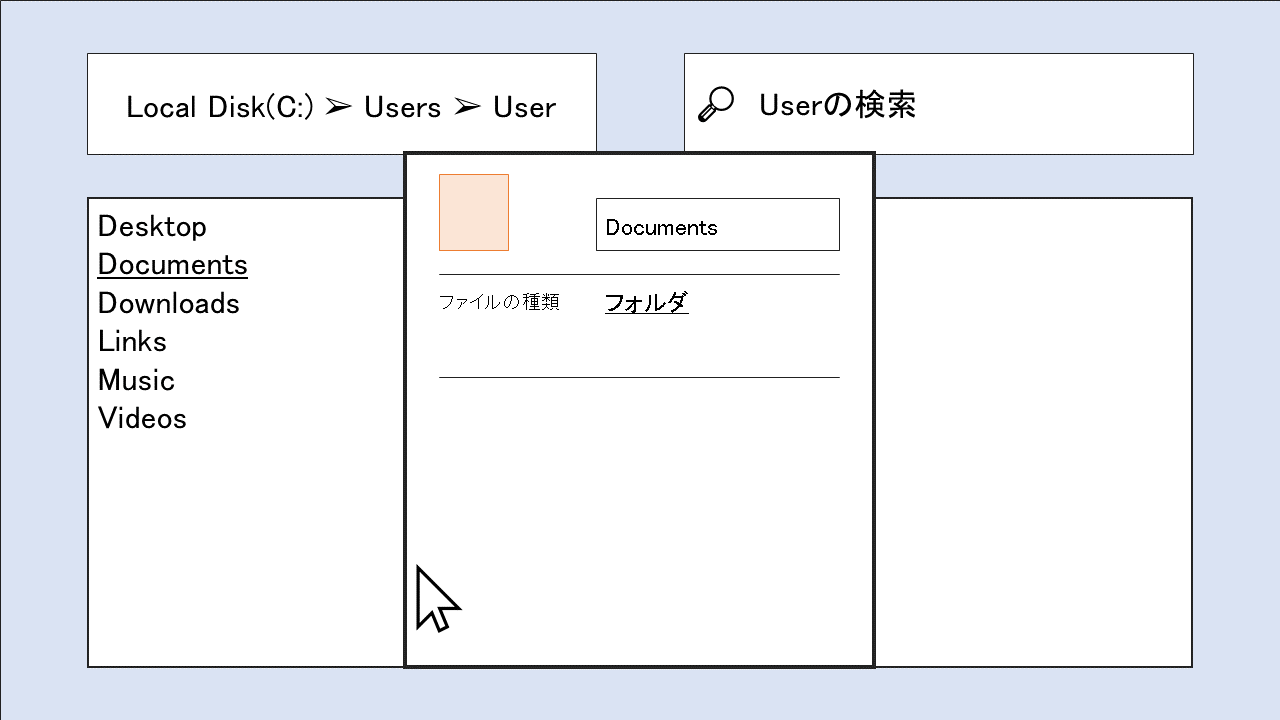 Local Disk(C:) ➢ Users ➢ User
Userの検索
Desktop
Documents
Downloads
Links
Music
Videos
Documents
ファイルの種類 フォルダ